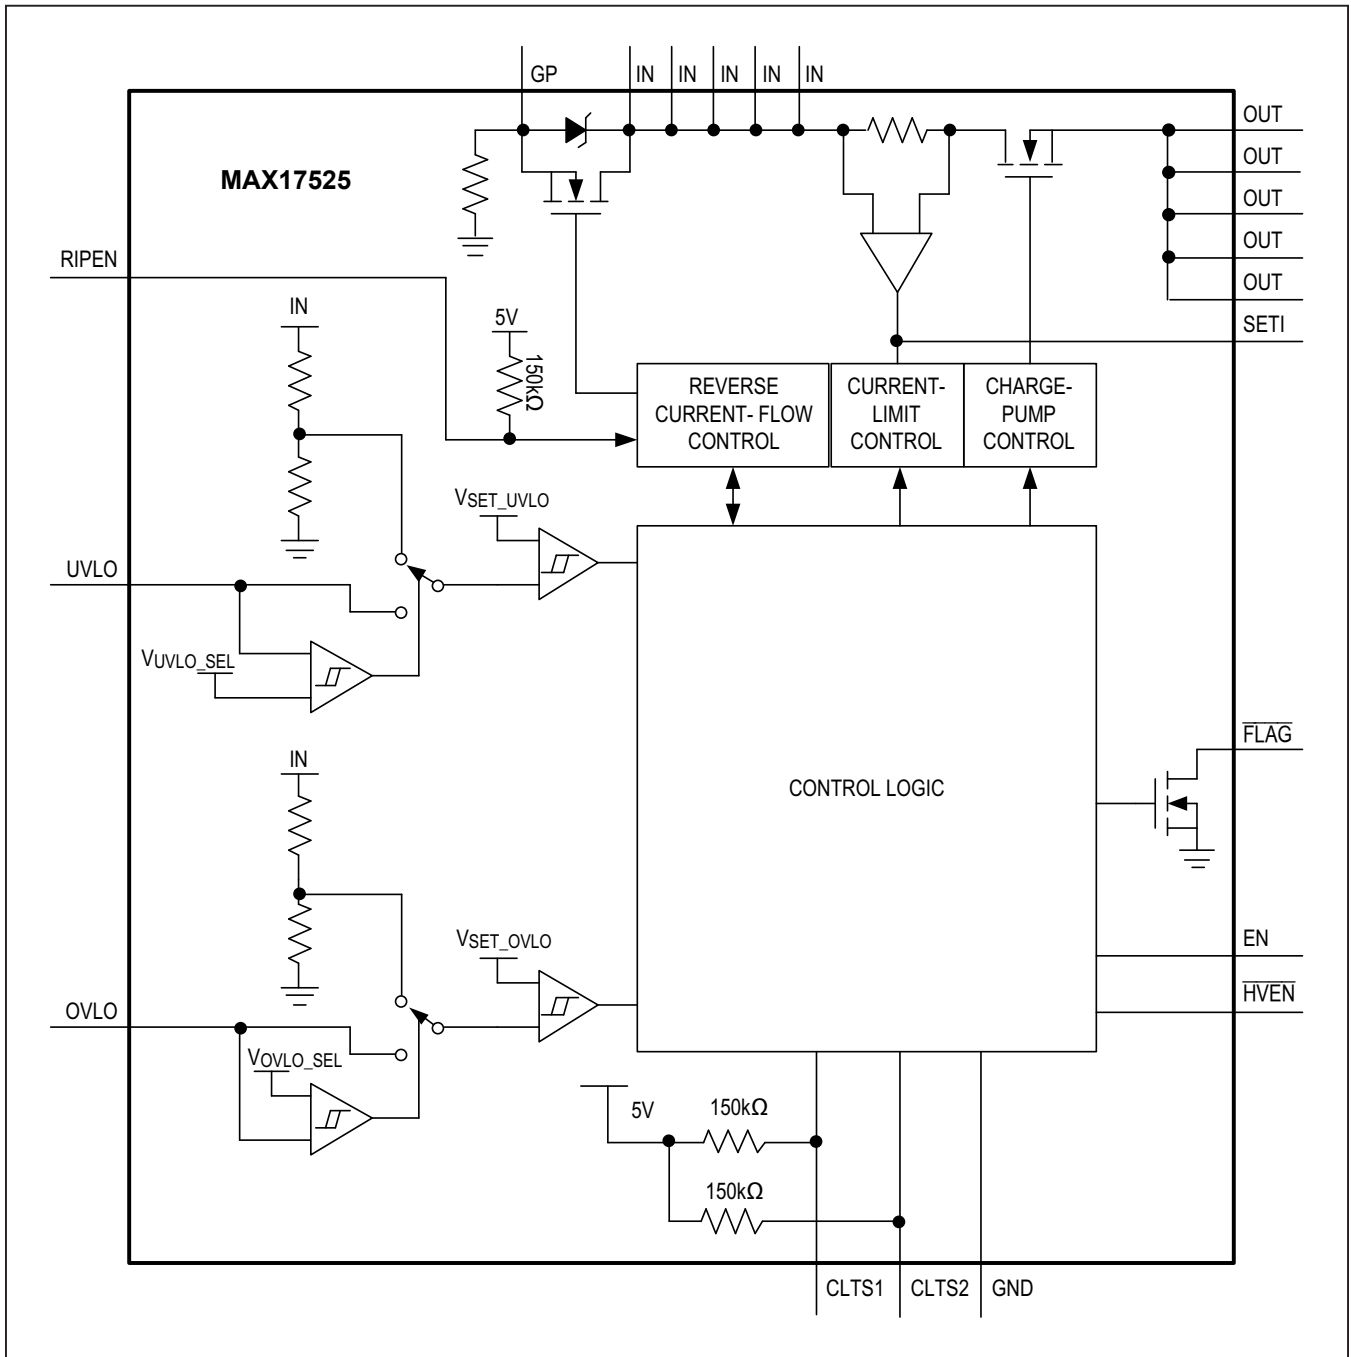 GP IN IN IN IN IN
OUT
MAX17525
OUT
OUT
OUT
RIPEN
OUT
IN
5V
SETI
150kΩ
REVERSE
CURRENT- FLOW
CONTROL
CURRENT-
LIMIT
CONTROL
CHARGE-
PUMP
CONTROL
VSET_UVLO
UVLO
VUVLO_SEL
FLAG
IN
CONTROL LOGIC
VSET_OVLO
EN
HVEN
OVLO
VOVLO_SEL
5V
150kΩ
150kΩ
CLTS1 CLTS2 GND